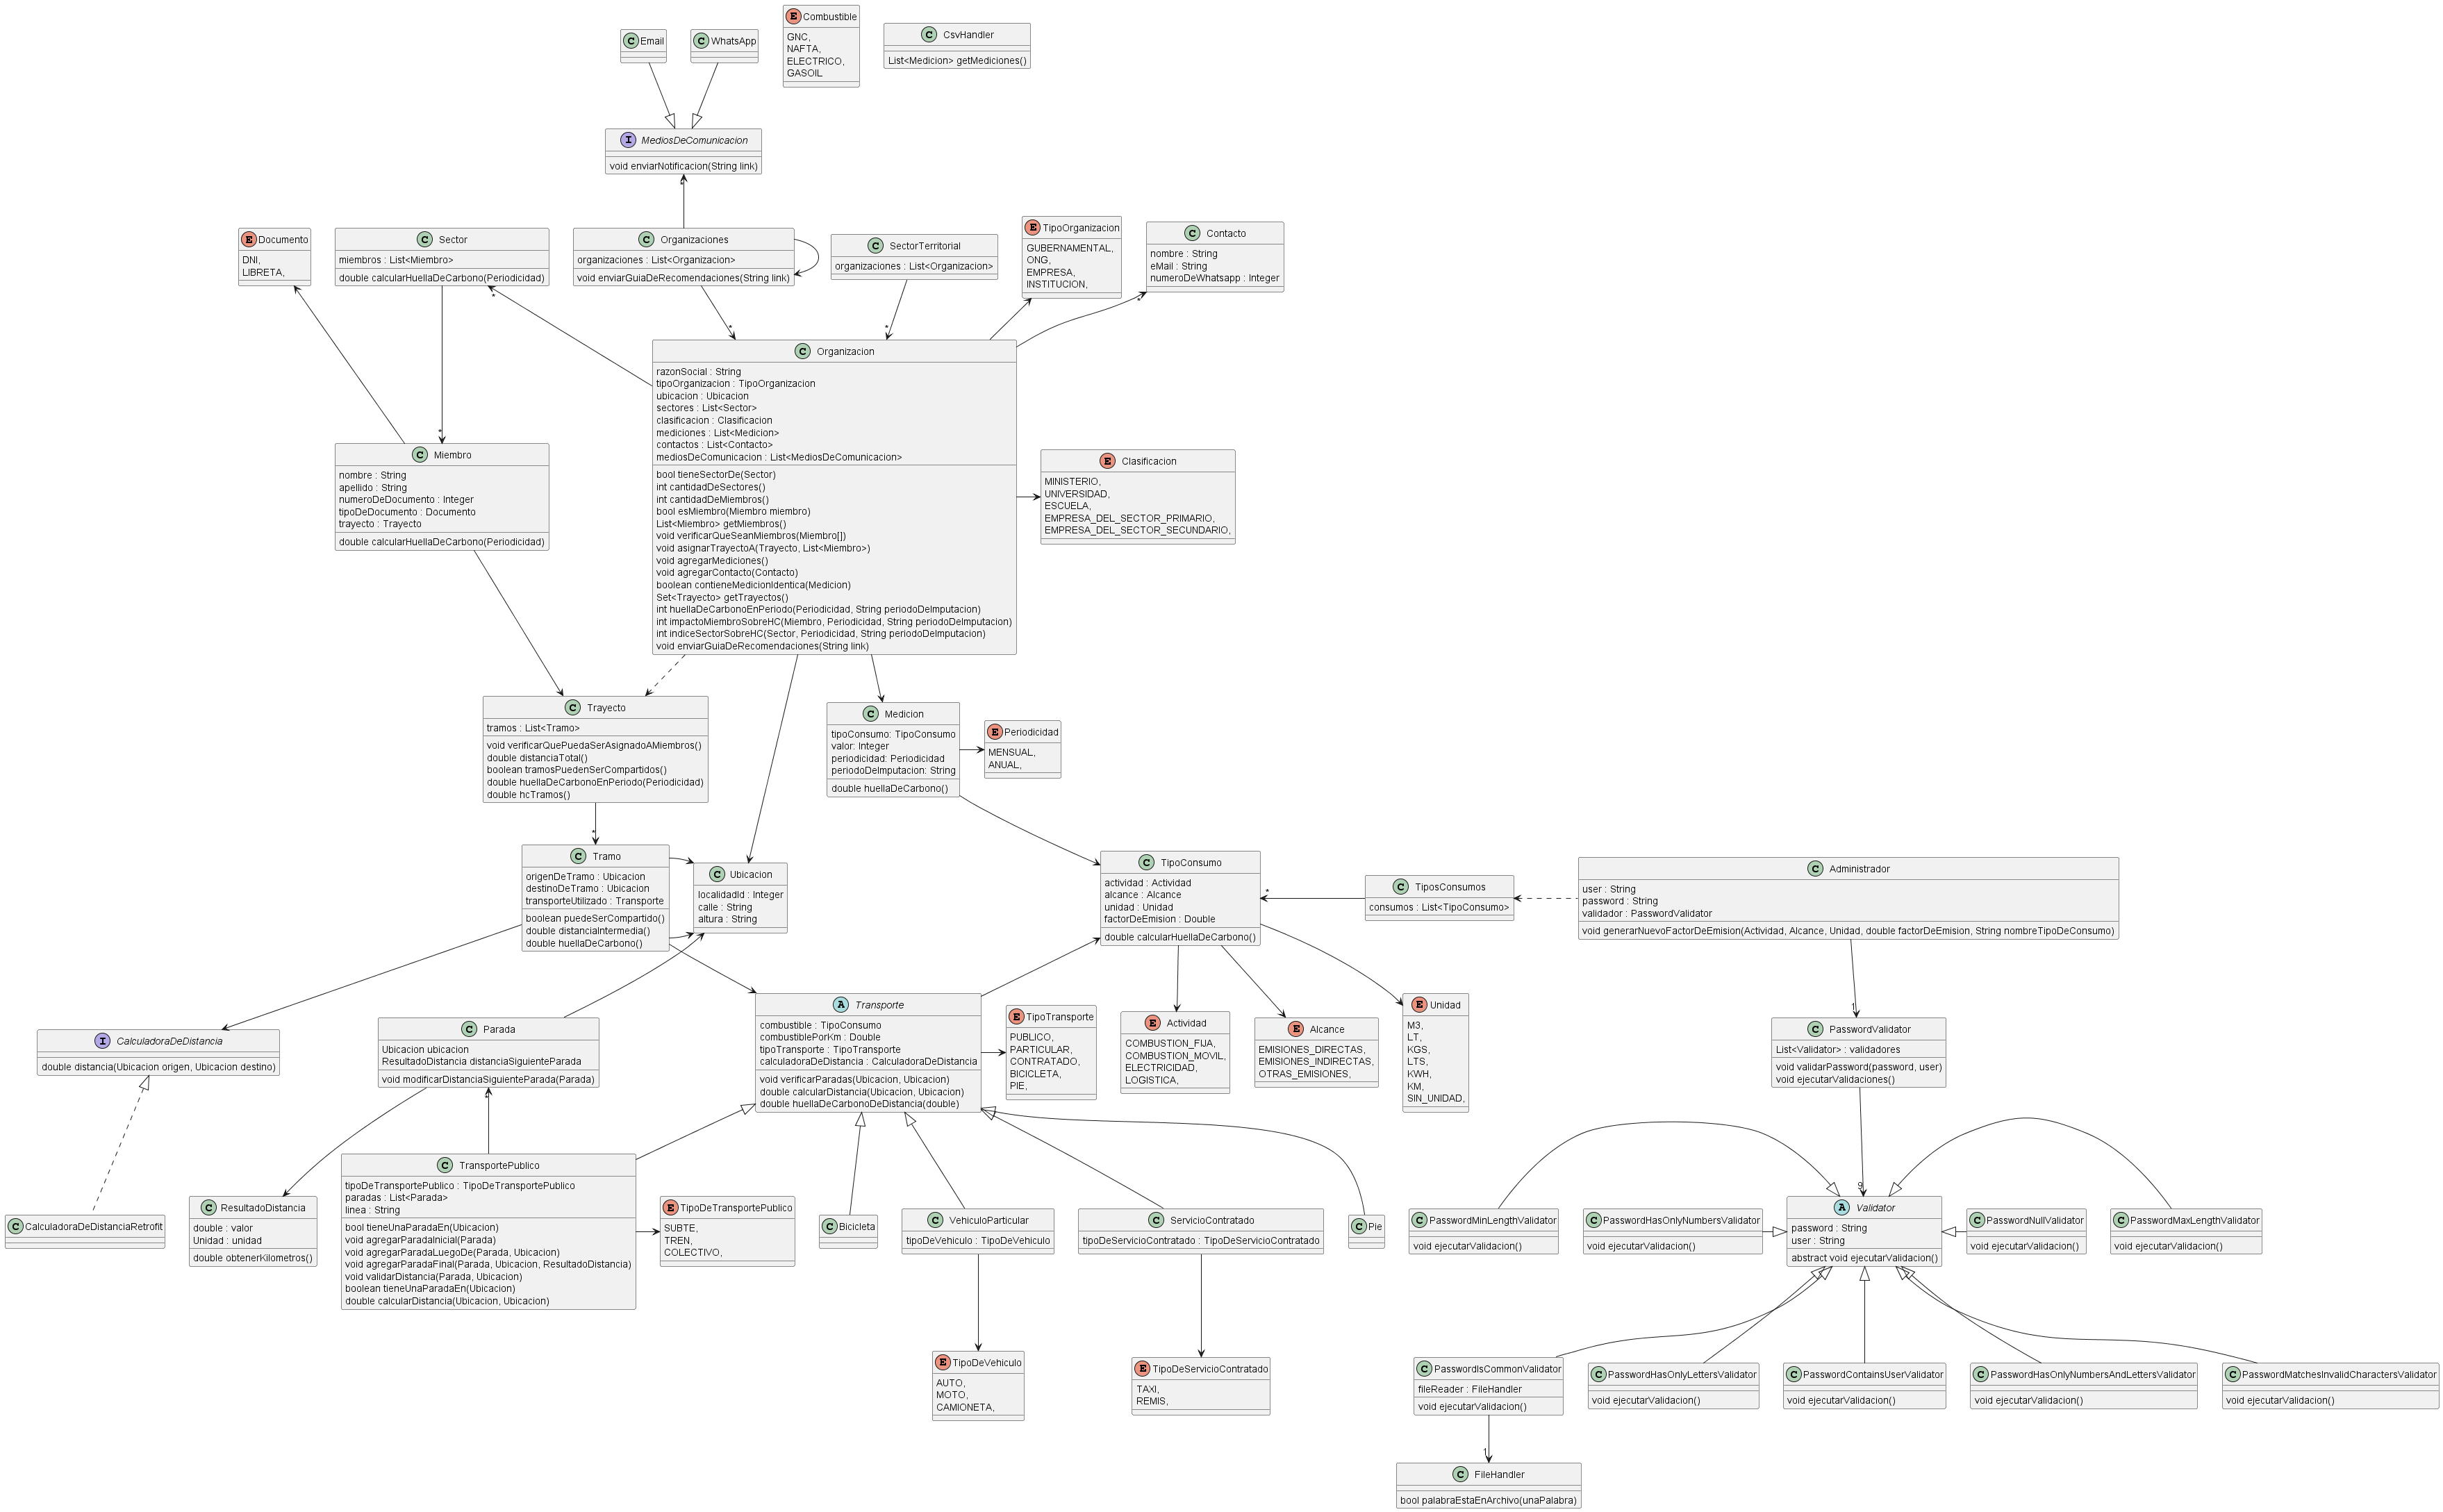 E Combustible
GNC,
NAFTA,
ELECTRICO,
GASOIL
C CsvHandler
List<Medicion> getMediciones()
C Email
C WhatsApp
I MediosDeComunicacion
void enviarNotificacion(String link)
*
E Documento
DNI,
LIBRETA,
C Sector
miembros : List<Miembro>
double calcularHuellaDeCarbono(Periodicidad)
*
C Organizaciones
organizaciones : List<Organizacion>
void enviarGuiaDeRecomendaciones(String link)
C SectorTerritorial
organizaciones : List<Organizacion>
E TipoOrganizacion
GUBERNAMENTAL,
ONG,
EMPRESA,
INSTITUCION,
C Contacto
nombre : String
eMail : String
numeroDeWhatsapp : Integer
*
*
*
C Organizacion
razonSocial : String
tipoOrganizacion : TipoOrganizacion
ubicacion : Ubicacion
sectores : List<Sector>
clasificacion : Clasificacion
mediciones : List<Medicion>
contactos : List<Contacto>
mediosDeComunicacion : List<MediosDeComunicacion>
bool tieneSectorDe(Sector)
int cantidadDeSectores()
int cantidadDeMiembros()
bool esMiembro(Miembro miembro)
List<Miembro> getMiembros()
void verificarQueSeanMiembros(Miembro[])
void asignarTrayectoA(Trayecto, List<Miembro>)
void agregarMediciones()
void agregarContacto(Contacto)
boolean contieneMedicionIdentica(Medicion)
Set<Trayecto> getTrayectos()
int huellaDeCarbonoEnPeriodo(Periodicidad, String periodoDeImputacion)
int impactoMiembroSobreHC(Miembro, Periodicidad, String periodoDeImputacion)
int indiceSectorSobreHC(Sector, Periodicidad, String periodoDeImputacion)
void enviarGuiaDeRecomendaciones(String link)
*
C Miembro
nombre : String
apellido : String
numeroDeDocumento : Integer
tipoDeDocumento : Documento
trayecto : Trayecto
double calcularHuellaDeCarbono(Periodicidad)
E Clasificacion
MINISTERIO,
UNIVERSIDAD,
ESCUELA,
EMPRESA_DEL_SECTOR_PRIMARIO,
EMPRESA_DEL_SECTOR_SECUNDARIO,
C Trayecto
tramos : List<Tramo>
void verificarQuePuedaSerAsignadoAMiembros()
double distanciaTotal()
boolean tramosPuedenSerCompartidos()
double huellaDeCarbonoEnPeriodo(Periodicidad)
double hcTramos()
*
C Medicion
tipoConsumo: TipoConsumo
valor: Integer
periodicidad: Periodicidad
periodoDeImputacion: String
double huellaDeCarbono()
E Periodicidad
MENSUAL,
ANUAL,
C Tramo
origenDeTramo : Ubicacion
destinoDeTramo : Ubicacion
transporteUtilizado : Transporte
boolean puedeSerCompartido()
double distanciaIntermedia()
double huellaDeCarbono()
C Ubicacion
localidadId : Integer
calle : String
altura : String
C TipoConsumo
actividad : Actividad
alcance : Alcance
unidad : Unidad
factorDeEmision : Double
double calcularHuellaDeCarbono()
*
C TiposConsumos
consumos : List<TipoConsumo>
C Administrador
user : String
password : String
validador : PasswordValidator
void generarNuevoFactorDeEmision(Actividad, Alcance, Unidad, double factorDeEmision, String nombreTipoDeConsumo)
1
I CalculadoraDeDistancia
double distancia(Ubicacion origen, Ubicacion destino)
C Parada
Ubicacion ubicacion
ResultadoDistancia distanciaSiguienteParada
void modificarDistanciaSiguienteParada(Parada)
*
A Transporte
combustible : TipoConsumo
combustiblePorKm : Double
tipoTransporte : TipoTransporte
calculadoraDeDistancia : CalculadoraDeDistancia
void verificarParadas(Ubicacion, Ubicacion)
double calcularDistancia(Ubicacion, Ubicacion)
double huellaDeCarbonoDeDistancia(double)
E TipoTransporte
PUBLICO,
PARTICULAR,
CONTRATADO,
BICICLETA,
PIE,
E Actividad
COMBUSTION_FIJA,
COMBUSTION_MOVIL,
ELECTRICIDAD,
LOGISTICA,
E Alcance
EMISIONES_DIRECTAS,
EMISIONES_INDIRECTAS,
OTRAS_EMISIONES,
E Unidad
M3,
LT,
KGS,
LTS,
KWH,
KM,
SIN_UNIDAD,
C PasswordValidator
List<Validator> : validadores
void validarPassword(password, user)
void ejecutarValidaciones()
9
C CalculadoraDeDistanciaRetrofit
C ResultadoDistancia
double : valor
Unidad : unidad
double obtenerKilometros()
C TransportePublico
tipoDeTransportePublico : TipoDeTransportePublico
paradas : List<Parada>
linea : String
bool tieneUnaParadaEn(Ubicacion)
void agregarParadaInicial(Parada)
void agregarParadaLuegoDe(Parada, Ubicacion)
void agregarParadaFinal(Parada, Ubicacion, ResultadoDistancia)
void validarDistancia(Parada, Ubicacion)
boolean tieneUnaParadaEn(Ubicacion)
double calcularDistancia(Ubicacion, Ubicacion)
E TipoDeTransportePublico
SUBTE,
TREN,
COLECTIVO,
C Bicicleta
C VehiculoParticular
tipoDeVehiculo : TipoDeVehiculo
C ServicioContratado
tipoDeServicioContratado : TipoDeServicioContratado
C Pie
C PasswordMinLengthValidator
void ejecutarValidacion()
C PasswordHasOnlyNumbersValidator
void ejecutarValidacion()
A Validator
password : String
user : String
abstract void ejecutarValidacion()
C PasswordNullValidator
void ejecutarValidacion()
C PasswordMaxLengthValidator
void ejecutarValidacion()
E TipoDeVehiculo
AUTO,
MOTO,
CAMIONETA,
E TipoDeServicioContratado
TAXI,
REMIS,
C PasswordIsCommonValidator
fileReader : FileHandler
void ejecutarValidacion()
1
C PasswordHasOnlyLettersValidator
void ejecutarValidacion()
C PasswordContainsUserValidator
void ejecutarValidacion()
C PasswordHasOnlyNumbersAndLettersValidator
void ejecutarValidacion()
C PasswordMatchesInvalidCharactersValidator
void ejecutarValidacion()
C FileHandler
bool palabraEstaEnArchivo(unaPalabra)